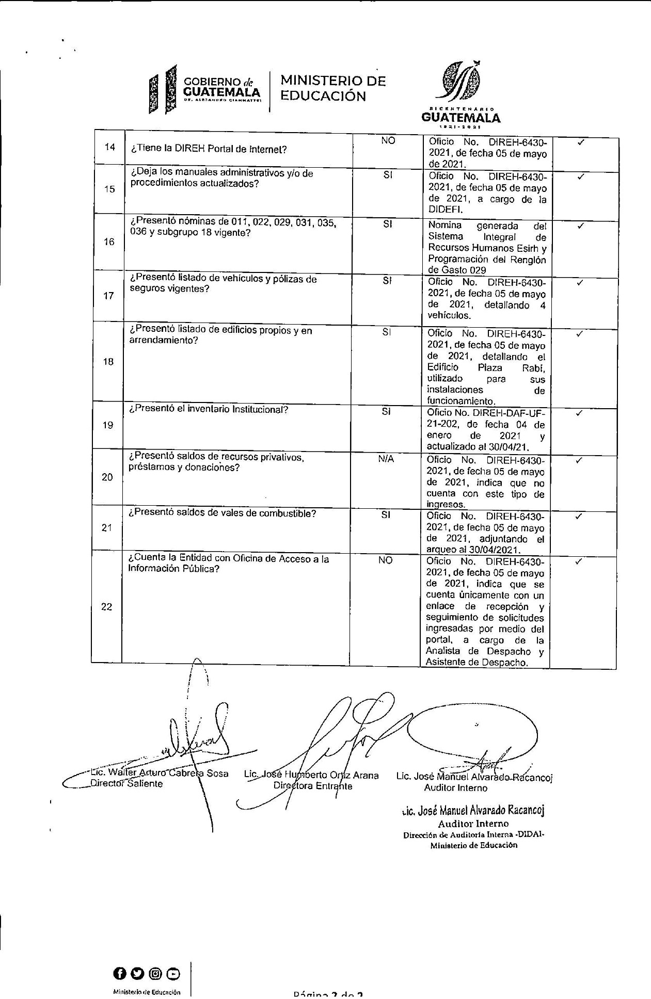 GOBIERNO de
GUATEMALA
DR. ALEJANDRO GIAMMATTEI
MINISTERIO DE
EDUCACIÓN
BICENTENARIO
GUATEMALA
1821-2021
14
¿Tiene la DIREH Portal de Internet?
NO
Oficio No. DIREH-6430-
2021, de fecha 05 de mayo
de 2021.
✓
15
¿Deja los manuales administrativos y/o de
procedimientos actualizados?
SI
Oficio No. DIREH-6430-
2021, de fecha 05 de mayo
de 2021, a cargo de la
DIDEFI.
✓
16
¿Presentó nóminas de 011, 022, 029, 031, 035,
036 y subgrupo 18 vigente?
SI
Nomina generada del
Sistema Integral de
Recursos Humanos Esirh y
Programación del Renglón
de Gasto 029
✓
17
¿Presentó listado de vehículos y pólizas de
seguros vigentes?
SI
Oficio No. DIREH-6430-
2021, de fecha 05 de mayo
de 2021, detallando 4
vehículos.
✓
18
¿Presentó listado de edificios propios y en
arrendamiento?
SI
Oficio No. DIREH-6430-
2021, de fecha 05 de mayo
de 2021, detallando el
Edificio Plaza Rabí,
utilizado para sus
instalaciones de
funcionamiento.
✓
19
¿Presentó el inventario Institucional?
SI
Oficio No. DIREH-DAF-UF-
21-202, de fecha 04 de
enero de 2021 y
actualizado al 30/04/21.
✓
20
¿Presentó saldos de recursos privativos,
préstamos y donaciones?
N/A
Oficio No. DIREH-6430-
2021, de fecha 05 de mayo
de 2021, indica que no
cuenta con este tipo de
ingresos.
✓
21
¿Presentó saldos de vales de combustible?
SI
Oficio No. DIREH-6430-
2021, de fecha 05 de mayo
de 2021, adjuntando el
arqueo al 30/04/2021.
✓
22
¿Cuenta la Entidad con Oficina de Acceso a la
Información Pública?
NO
Oficio No. DIREH-6430-
2021, de fecha 05 de mayo
de 2021, indica que se
cuenta únicamente con un
enlace de recepción y
seguimiento de solicitudes
ingresadas por medio del
portal, a cargo de la
Analista de Despacho y
Asistente de Despacho.
✓
Lic. Walter Arturo Cabrera Sosa
Director Saliente
Lic. José Humberto Ortiz Arana
Directora Entrante
Lic. José Manuel Alvarado Racancoj
Auditor Interno
Lic. José Manuel Alvarado Racancoj
Auditor Interno
Dirección de Auditoría Interna -DIDAI-
Ministerio de Educación
Ministerio de Educación
Página 2 de 2